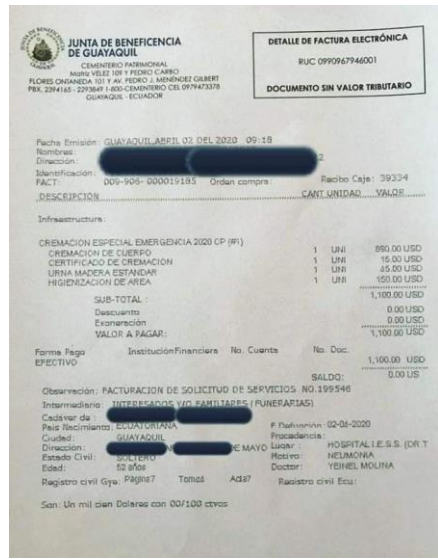 JUNTA DE BENEFICENCIA
DE GUAYAQUIL
CEMENTERIO PATRIMONIAL
Matriz VÉLEZ 109 Y PEDRO CARBO
FLORES ONTANEDA 101 Y AV. PEDRO J. MENÉNDEZ GILBERT
PBX. 2394165 - 2293849 1-800-CEMENTERIO CEL 0979473378
GUAYAQUIL - ECUADOR
DETALLE DE FACTURA ELECTRÓNICA
RUC 0990967946001
DOCUMENTO SIN VALOR TRIBUTARIO
Fecha Emisión: GUAYAQUIL,ABRIL 02 DEL 2020 09:18
Nombres:
Dirección: 2
Identificación:
FACT: 009-906- 000019185 Orden compra: Recibo Caja: 39334
DESCRIPCION CANT UNIDAD VALOR
Infraestructura:
CREMACION ESPECIAL EMERGENCIA 2020 CP (#1)
CREMACION DE CUERPO 1 UNI 890.00 USD
CERTIFICADO DE CREMACION 1 UNI 15.00 USD
URNA MADERA ESTANDAR 1 UNI 45.00 USD
HIGIENIZACION DE AREA 1 UNI 150.00 USD
SUB-TOTAL : 1,100.00 USD
Descuento 0.00 USD
Exoneración 0.00 USD
VALOR A PAGAR: 1,100.00 USD
Forma Pago Institución Financiera No. Cuenta No. Doc.
EFECTIVO 1,100.00 USD
SALDO: 0.00 US
Observación: FACTURACION DE SOLICITUD DE SERVICIOS NO.199546
Intermediario: INTERESADOS Y/O FAMILIARES (FUNERARIAS)
Cadáver de :
País Nacimiento: ECUATORIANA F.Defunción: 02-04-2020
Ciudad: GUAYAQUIL Procedencia:
Dirección: DE MAYO Lugar : HOSPITAL I.E.S.S. (DR T
Estado Civil: SOLTERO Motivo : NEUMONIA
Edad: 52 años Doctor: YEINEL MOLINA
Registro civil Gye: Página7 Tomo4 Acta7 Registro civil Ecu:
Son: Un mil cien Dolares con 00/100 ctvos